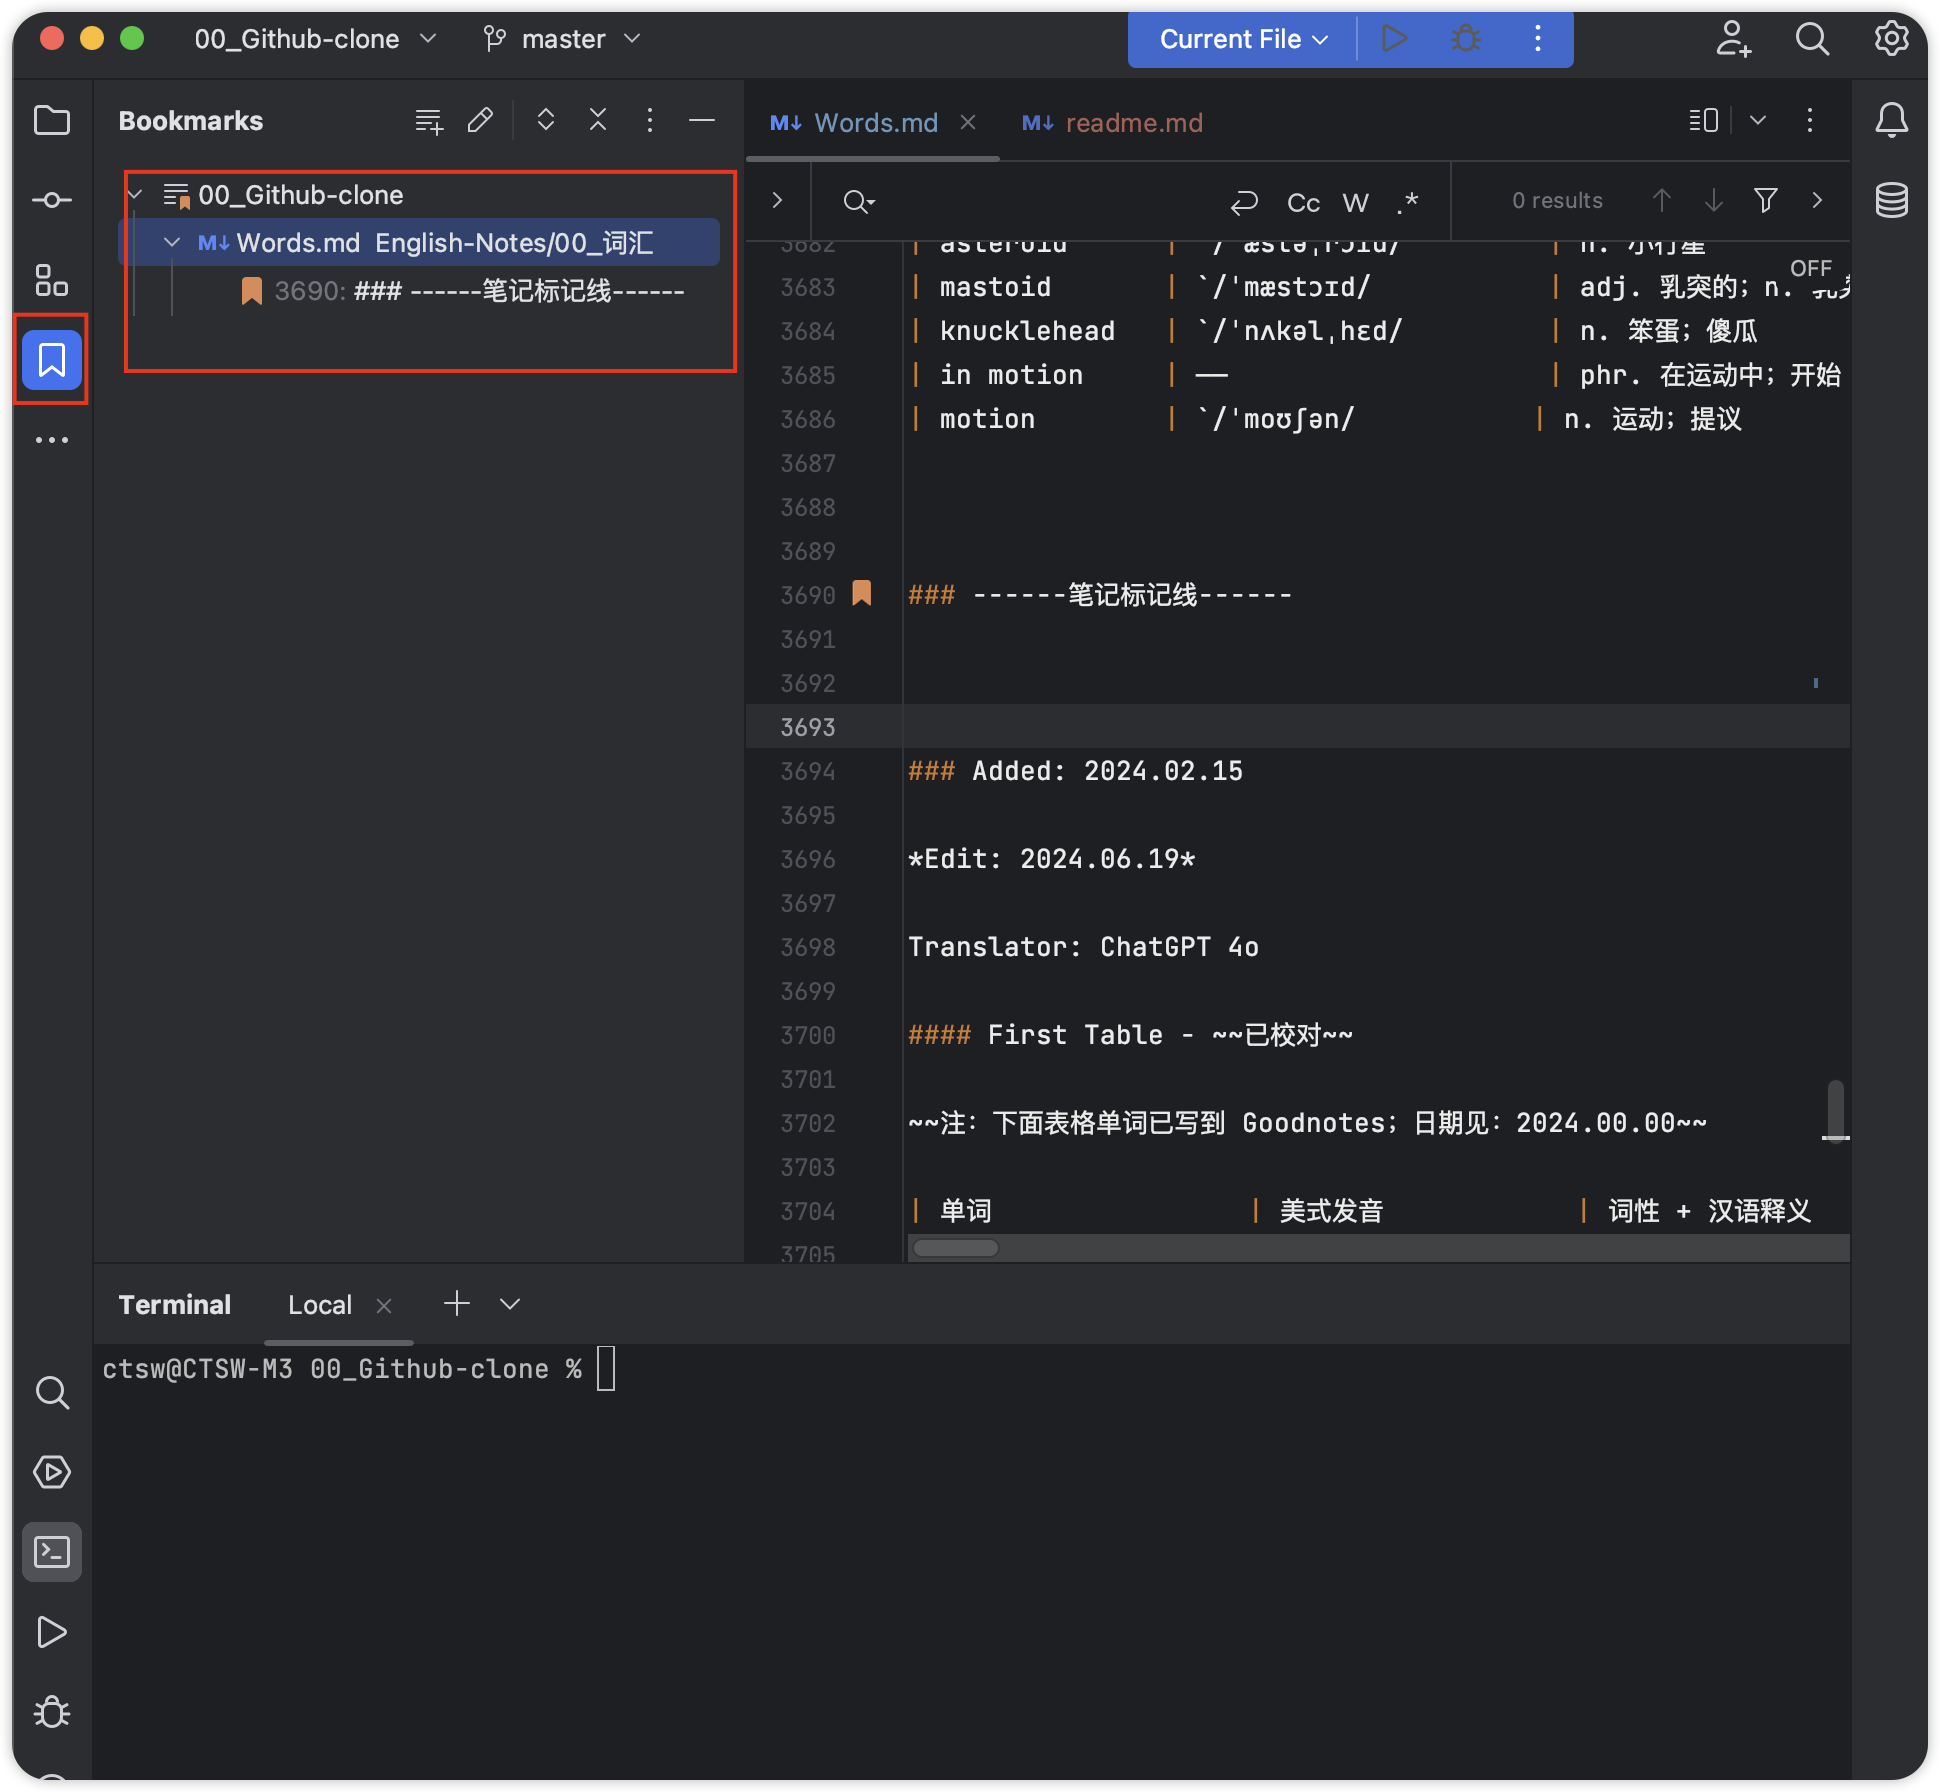 00_Github-clone master Current File
Bookmarks
00_Github-clone
Words.md English-Notes/00_词汇
3690: ### ------笔记标记线------
Words.md readme.md
Cc W .* 0 results
OFF
3682 | asteroid | `/ˈæstəˌrɔɪd/ | n. 小行星
3683 | mastoid | `/ˈmæstɔɪd/ | adj. 乳突的；n. 乳突
3684 | knucklehead | `/ˈnʌkəlˌhɛd/ | n. 笨蛋；傻瓜
3685 | in motion | —— | phr. 在运动中；开始
3686 | motion | `/ˈmoʊʃən/ | n. 运动；提议
3687
3688
3689
3690 ### ------笔记标记线------
3691
3692
3693
3694 ### Added: 2024.02.15
3695
3696 *Edit: 2024.06.19*
3697
3698 Translator: ChatGPT 4o
3699
3700 #### First Table - ~~已校对~~
3701
3702 ~~注：下面表格单词已写到 Goodnotes；日期见：2024.00.00~~
3703
3704 | 单词 | 美式发音 | 词性 + 汉语释义
3705
Terminal Local
ctsw@CTSW-M3 00_Github-clone %